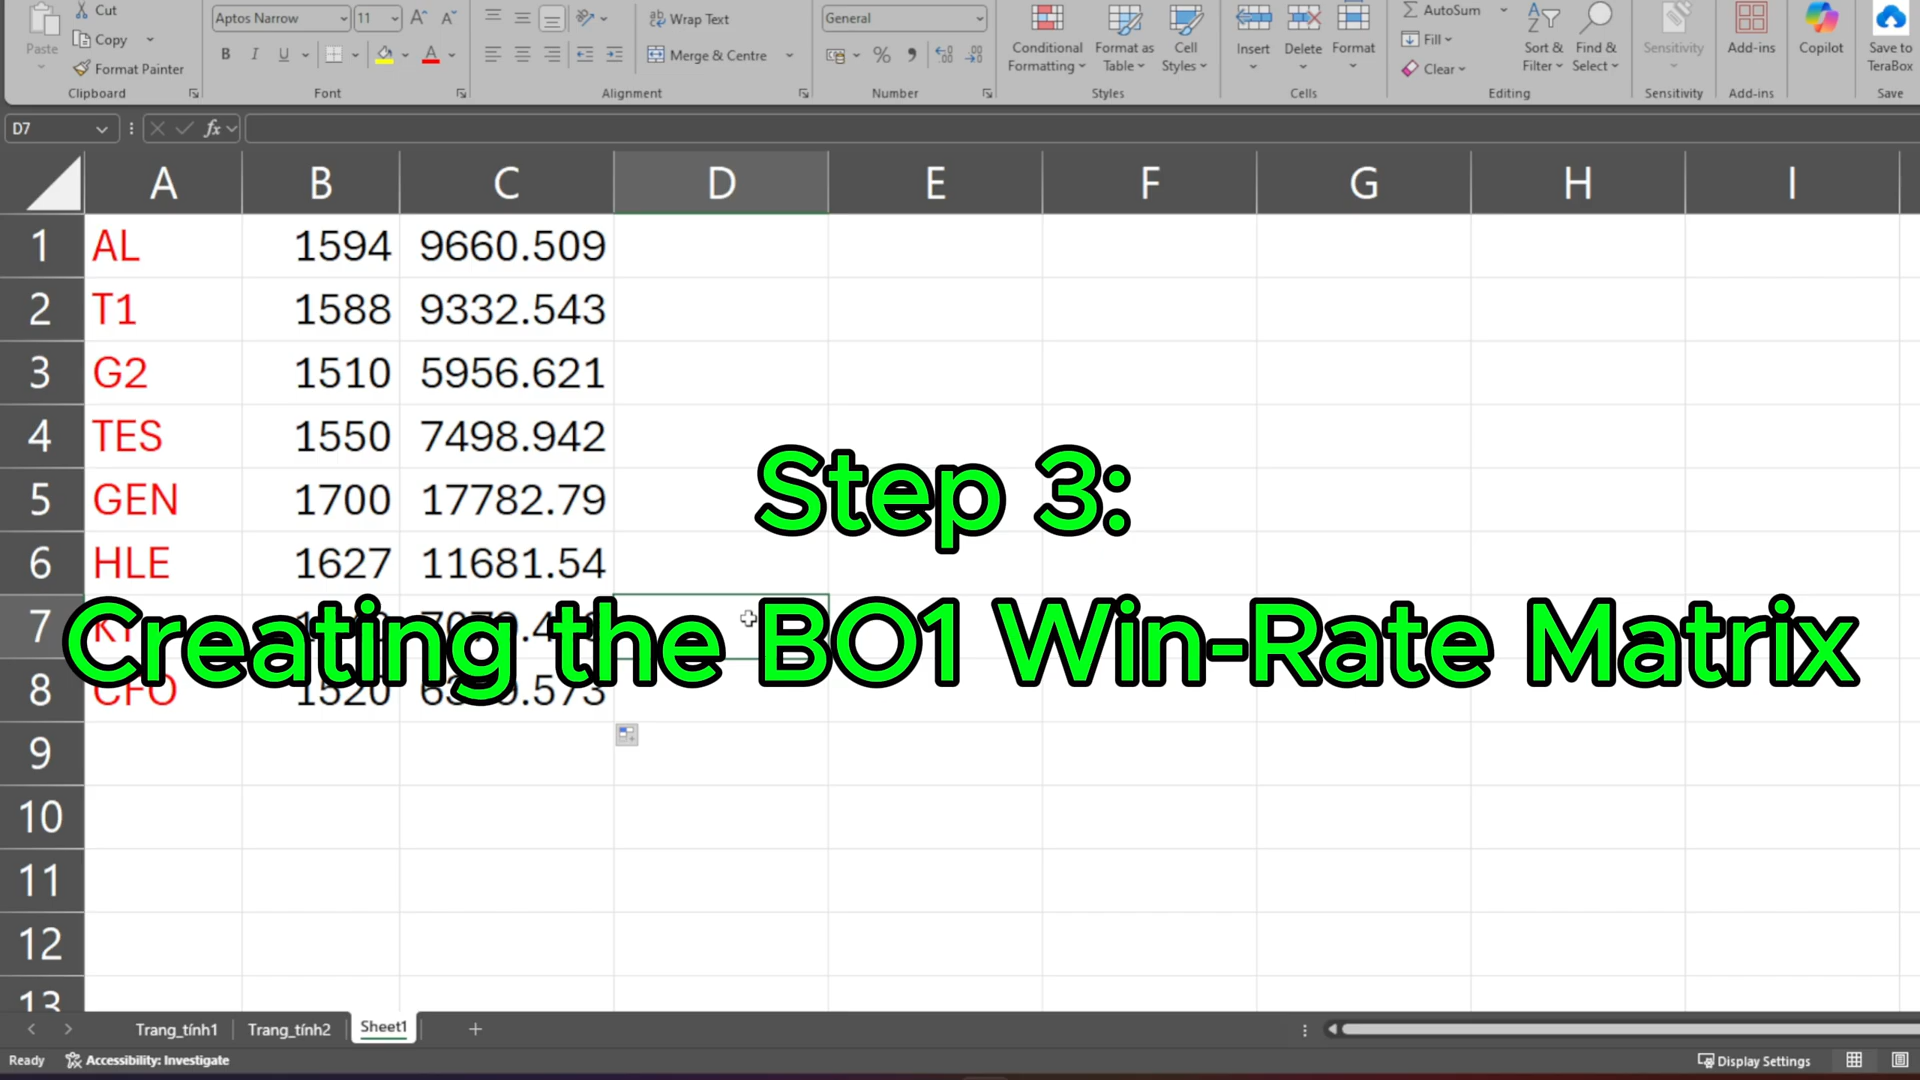 Cut
Copy
Paste
Format Painter
Clipboard
Aptos Narrow
11
B I U
A
Font
Wrap Text
Merge & Centre
Alignment
General
%
Number
Conditional Formatting
Format as Table
Cell Styles
Styles
Insert
Delete
Format
Cells
AutoSum
Fill
Clear
Sort & Filter
Find & Select
Editing
Sensitivity
Sensitivity
Add-ins
Add-ins
Copilot
Save to TeraBox
Save
D7
fx
A B C D E F G H I
1 AL 1594 9660.509
2 T1 1588 9332.543
3 G2 1510 5956.621
4 TES 1550 7498.942
5 GEN 1700 17782.79
6 HLE 1627 11681.54
7
8 CFO 1520
9
10
11
12
13
Step 3:
Creating the BO1 Win-Rate Matrix
Trang_tính1
Trang_tính2
Sheet1
Ready
Accessibility: Investigate
Display Settings